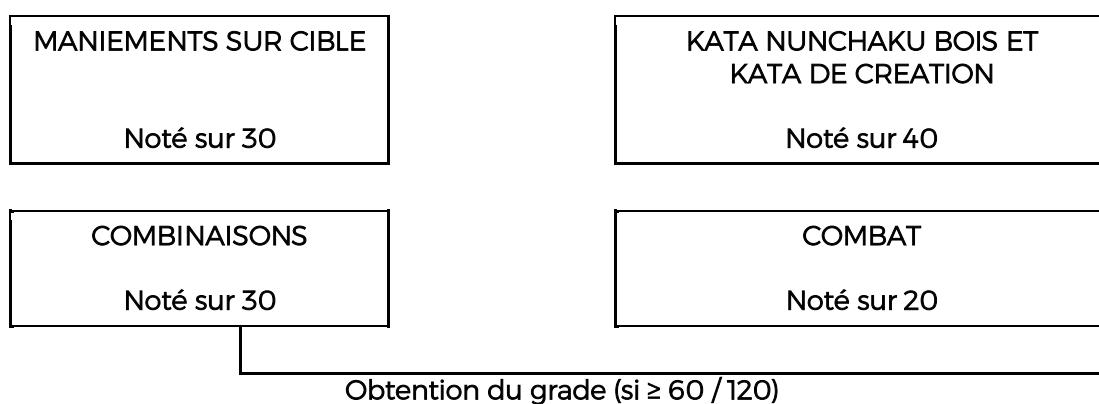 MANIEMENTS SUR CIBLE
Noté sur 30
KATA NUNCHAKU BOIS ET
KATA DE CREATION
Noté sur 40
COMBINAISONS
Noté sur 30
COMBAT
Noté sur 20
Obtention du grade (si ≥ 60 / 120)